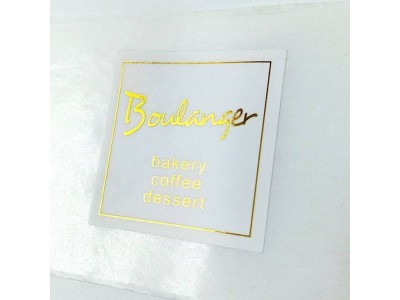 Boulanger
bakery
coffee
dessert